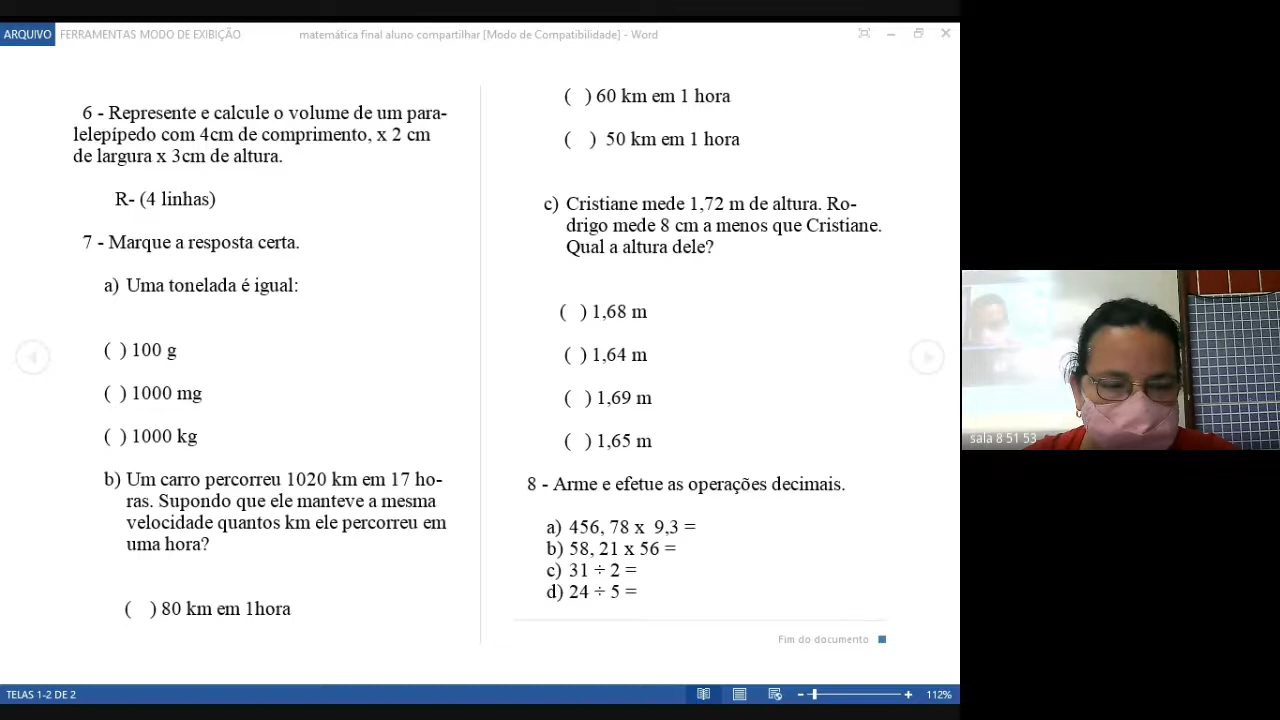 ARQUIVO FERRAMENTAS MODO DE EXIBIÇÃO matemática final aluno compartilhar [Modo de Compatibilidade] - Word
6 - Represente e calcule o volume de um para-
lelepípedo com 4cm de comprimento, x 2 cm
de largura x 3cm de altura.
R- (4 linhas)
7 - Marque a resposta certa.
a) Uma tonelada é igual:
( ) 100 g
( ) 1000 mg
( ) 1000 kg
b) Um carro percorreu 1020 km em 17 ho-
ras. Supondo que ele manteve a mesma
velocidade quantos km ele percorreu em
uma hora?
( ) 80 km em 1hora
( ) 60 km em 1 hora
( ) 50 km em 1 hora
c) Cristiane mede 1,72 m de altura. Ro-
drigo mede 8 cm a menos que Cristiane.
Qual a altura dele?
( ) 1,68 m
( ) 1,64 m
( ) 1,69 m
( ) 1,65 m
8 - Arme e efetue as operações decimais.
a) 456, 78 x 9,3 =
b) 58, 21 x 56 =
c) 31 ÷ 2 =
d) 24 ÷ 5 =
Fim do documento
TELAS 1-2 DE 2
112%
sala 8 51 53